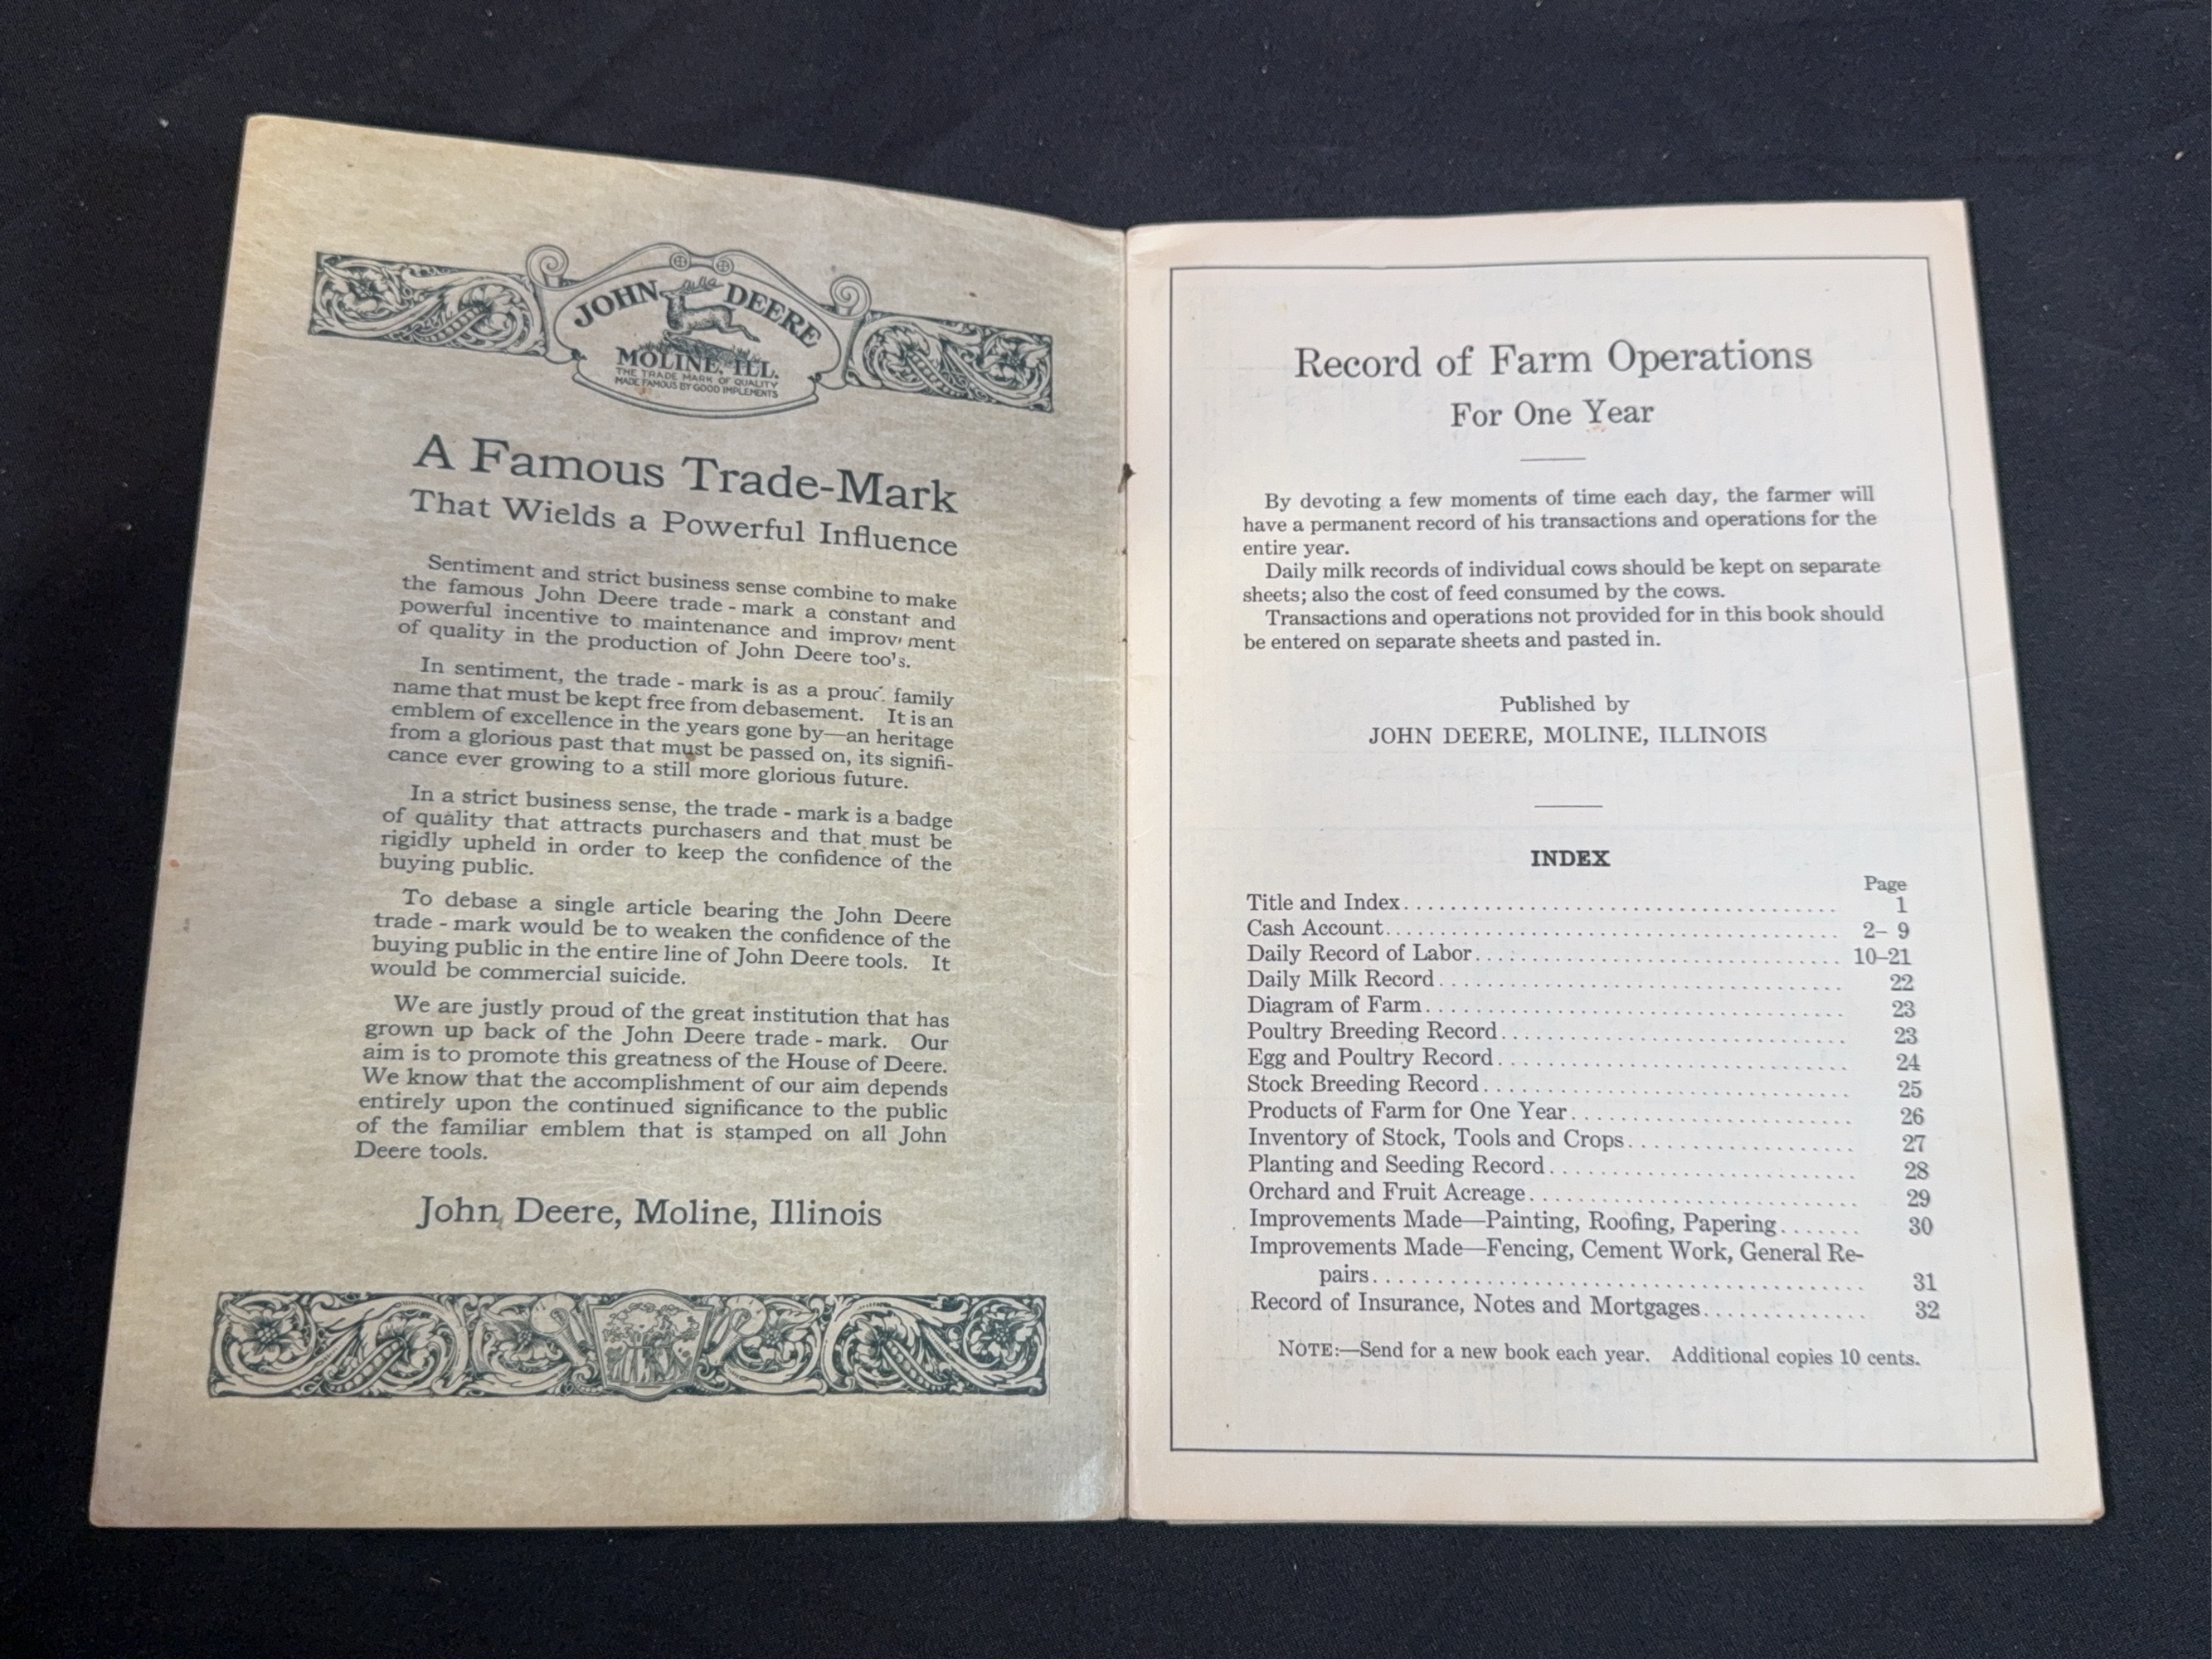 JOHN DEERE
MOLINE, ILL.
THE TRADE MARK OF QUALITY
MADE FAMOUS BY GOOD IMPLEMENTS
A Famous Trade-Mark
That Wields a Powerful Influence
Sentiment and strict business sense combine to make
the famous John Deere trade-mark a constant and
powerful incentive to maintenance and improv ment
of quality in the production of John Deere too's.
In sentiment, the trade-mark is as a proud family
name that must be kept free from debasement. It is an
emblem of excellence in the years gone by—an heritage
from a glorious past that must be passed on, its signifi-
cance ever growing to a still more glorious future.
In a strict business sense, the trade-mark is a badge
of quality that attracts purchasers and that must be
rigidly upheld in order to keep the confidence of the
buying public.
To debase a single article bearing the John Deere
trade-mark would be to weaken the confidence of the
buying public in the entire line of John Deere tools. It
would be commercial suicide.
We are justly proud of the great institution that has
grown up back of the John Deere trade-mark. Our
aim is to promote this greatness of the House of Deere.
We know that the accomplishment of our aim depends
entirely upon the continued significance to the public
of the familiar emblem that is stamped on all John
Deere tools.
John Deere, Moline, Illinois
Record of Farm Operations
For One Year
By devoting a few moments of time each day, the farmer will
have a permanent record of his transactions and operations for the
entire year.
Daily milk records of individual cows should be kept on separate
sheets; also the cost of feed consumed by the cows.
Transactions and operations not provided for in this book should
be entered on separate sheets and pasted in.
Published by
JOHN DEERE, MOLINE, ILLINOIS
INDEX
Page
Title and Index 1
Cash Account 2–9
Daily Record of Labor 10–21
Daily Milk Record 22
Diagram of Farm 23
Poultry Breeding Record 23
Egg and Poultry Record 24
Stock Breeding Record 25
Products of Farm for One Year 26
Inventory of Stock, Tools and Crops 27
Planting and Seeding Record 28
Orchard and Fruit Acreage 29
Improvements Made—Painting, Roofing, Papering 30
Improvements Made—Fencing, Cement Work, General Re-
pairs 31
Record of Insurance, Notes and Mortgages 32
NOTE:—Send for a new book each year. Additional copies 10 cents.